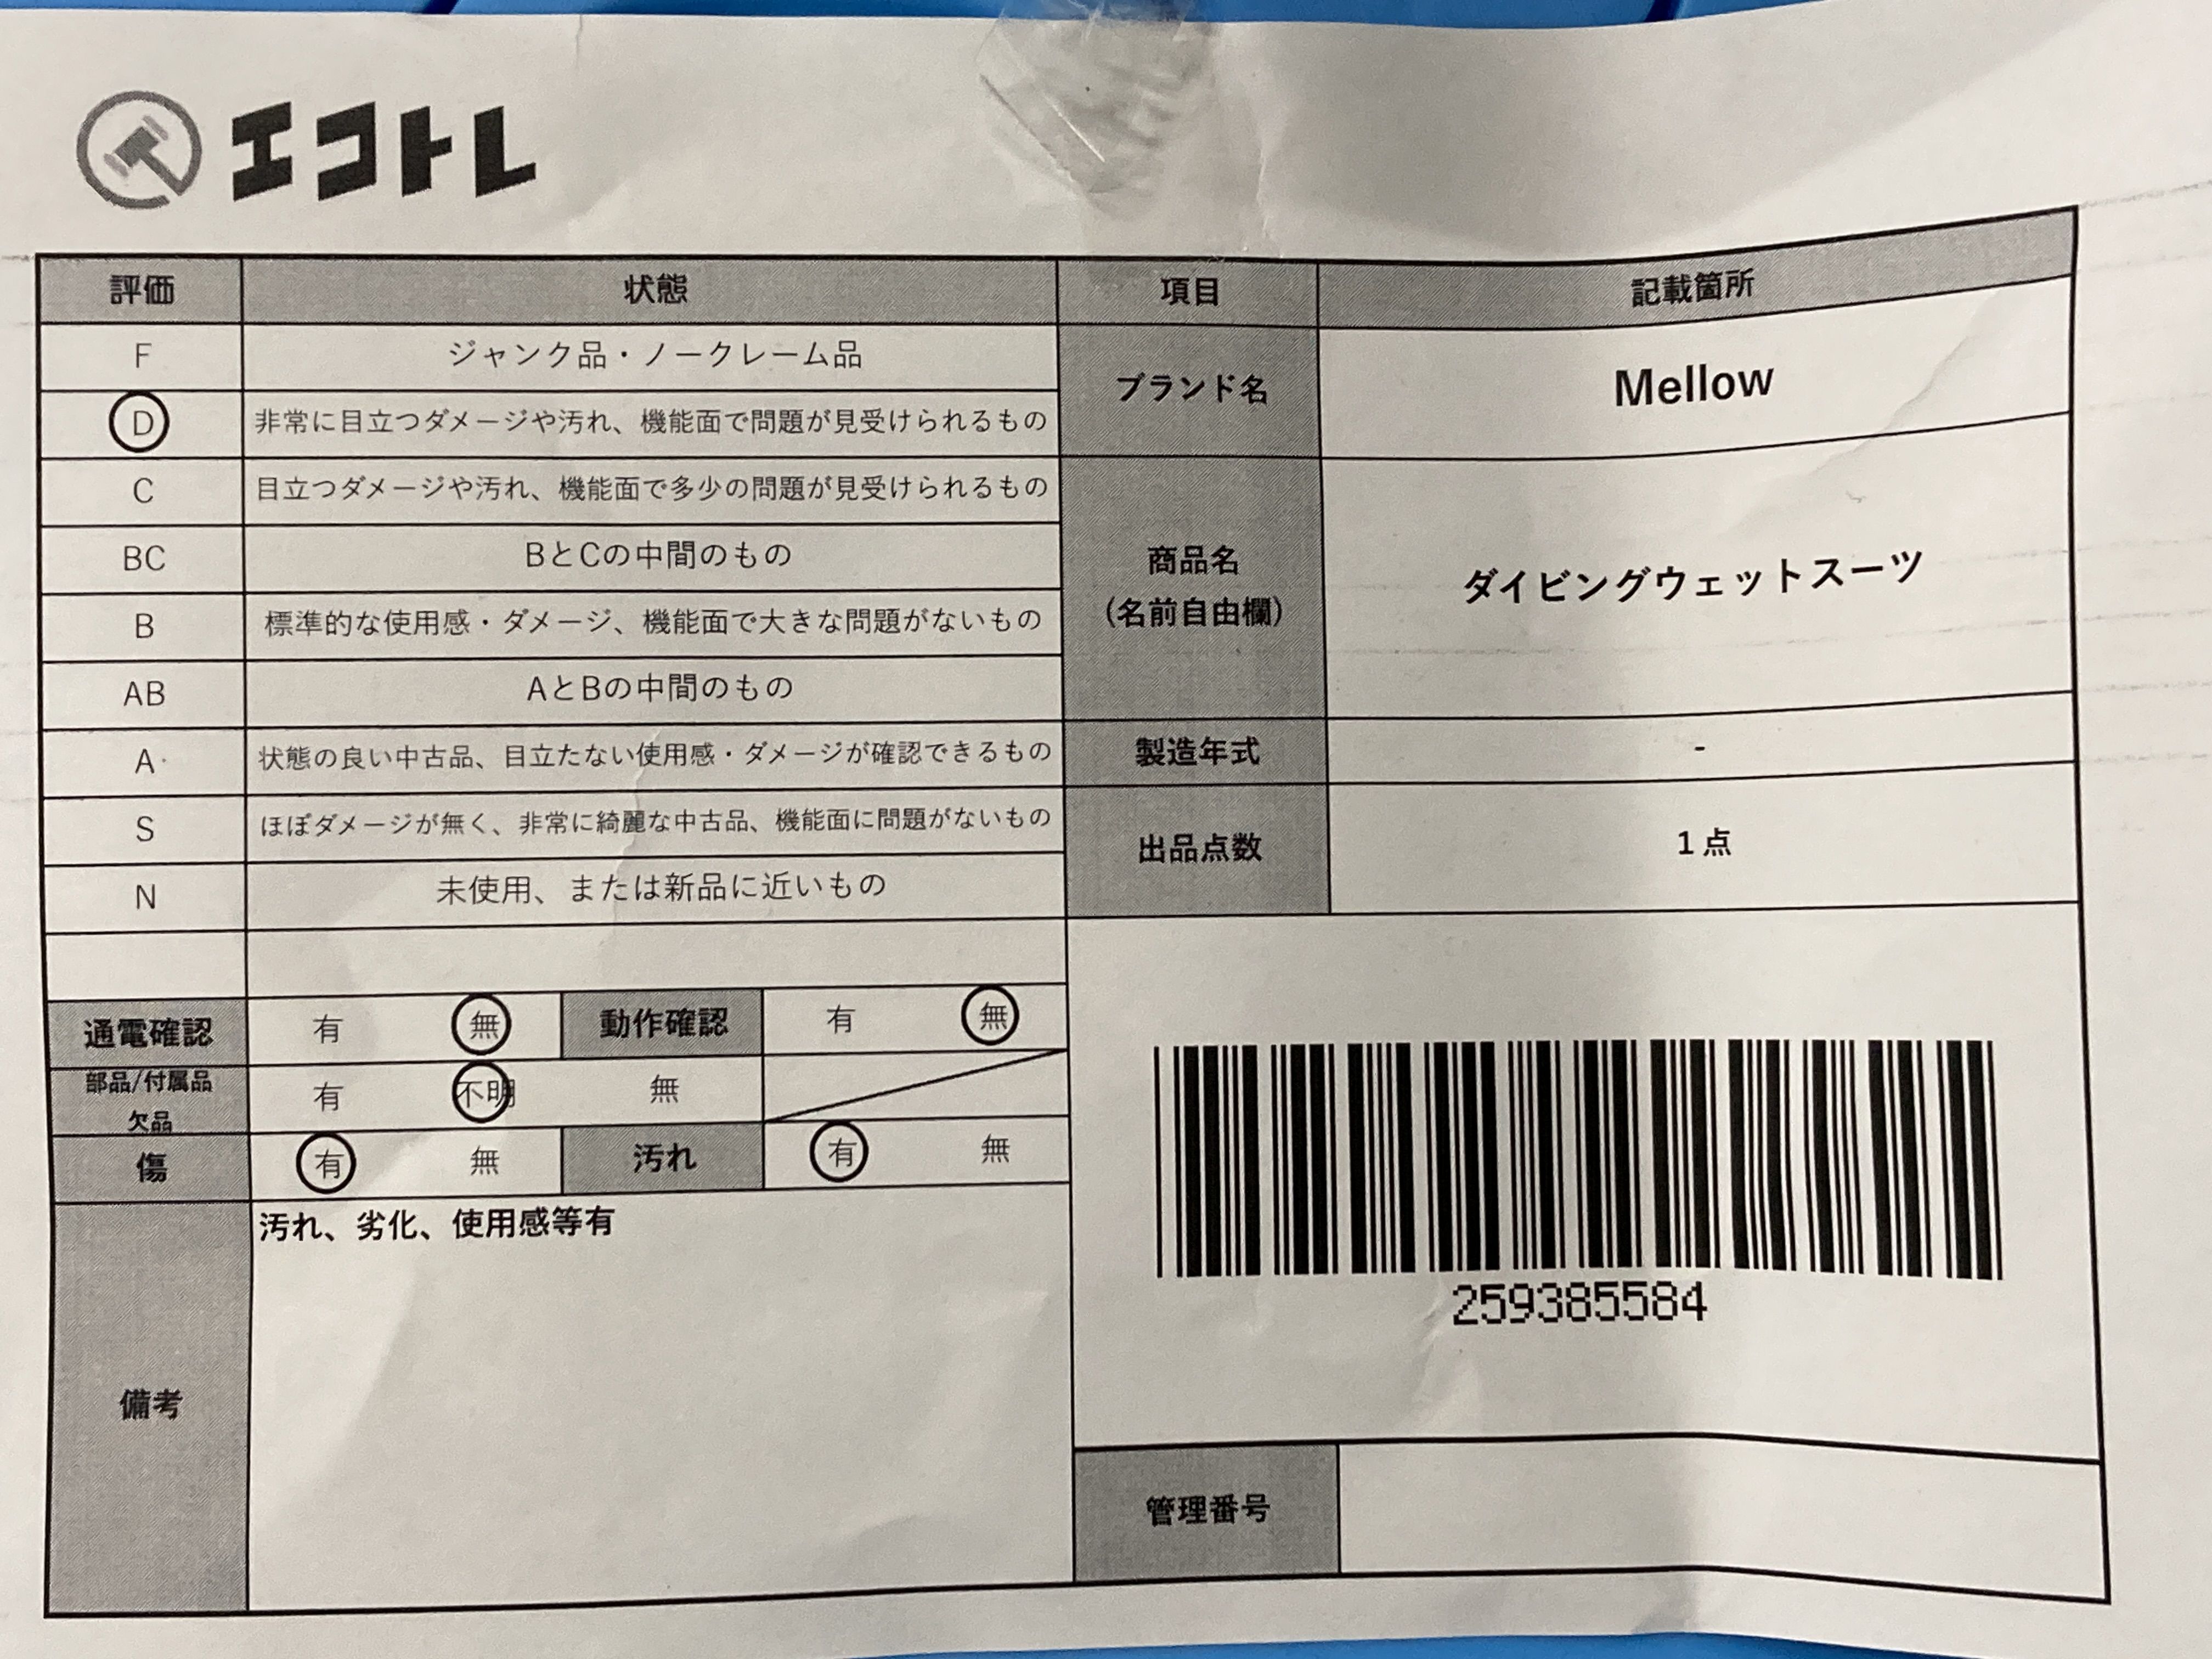 エコトレ
評価 状態 項目 記載箇所
F ジャンク品・ノークレーム品
D 非常に目立つダメージや汚れ、機能面で問題が見受けられるもの
ブランド名 Mellow
C 目立つダメージや汚れ、機能面で多少の問題が見受けられるもの
BC BとCの中間のもの
B 標準的な使用感・ダメージ、機能面で大きな問題がないもの
AB AとBの中間のもの
商品名
(名前自由欄)
ダイビングウェットスーツ
A 状態の良い中古品、目立たない使用感・ダメージが確認できるもの
製造年式 -
S ほぼダメージが無く、非常に綺麗な中古品、機能面に問題がないもの
出品点数 1点
N 未使用、または新品に近いもの
通電確認 有 無 動作確認 有 無
部品/付属品
欠品
有 不明 無
傷 有 無 汚れ 有 無
備考
汚れ、劣化、使用感等有
259385584
管理番号